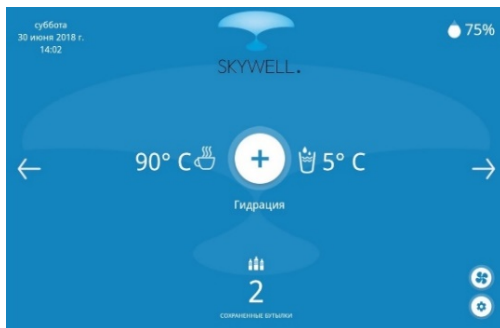 суббота
30 июня 2018 г.
14:02
75%
SKYWELL.
90° C
5° C
Гидрация
2
СОХРАНЕННЫЕ БУТЫЛКИ